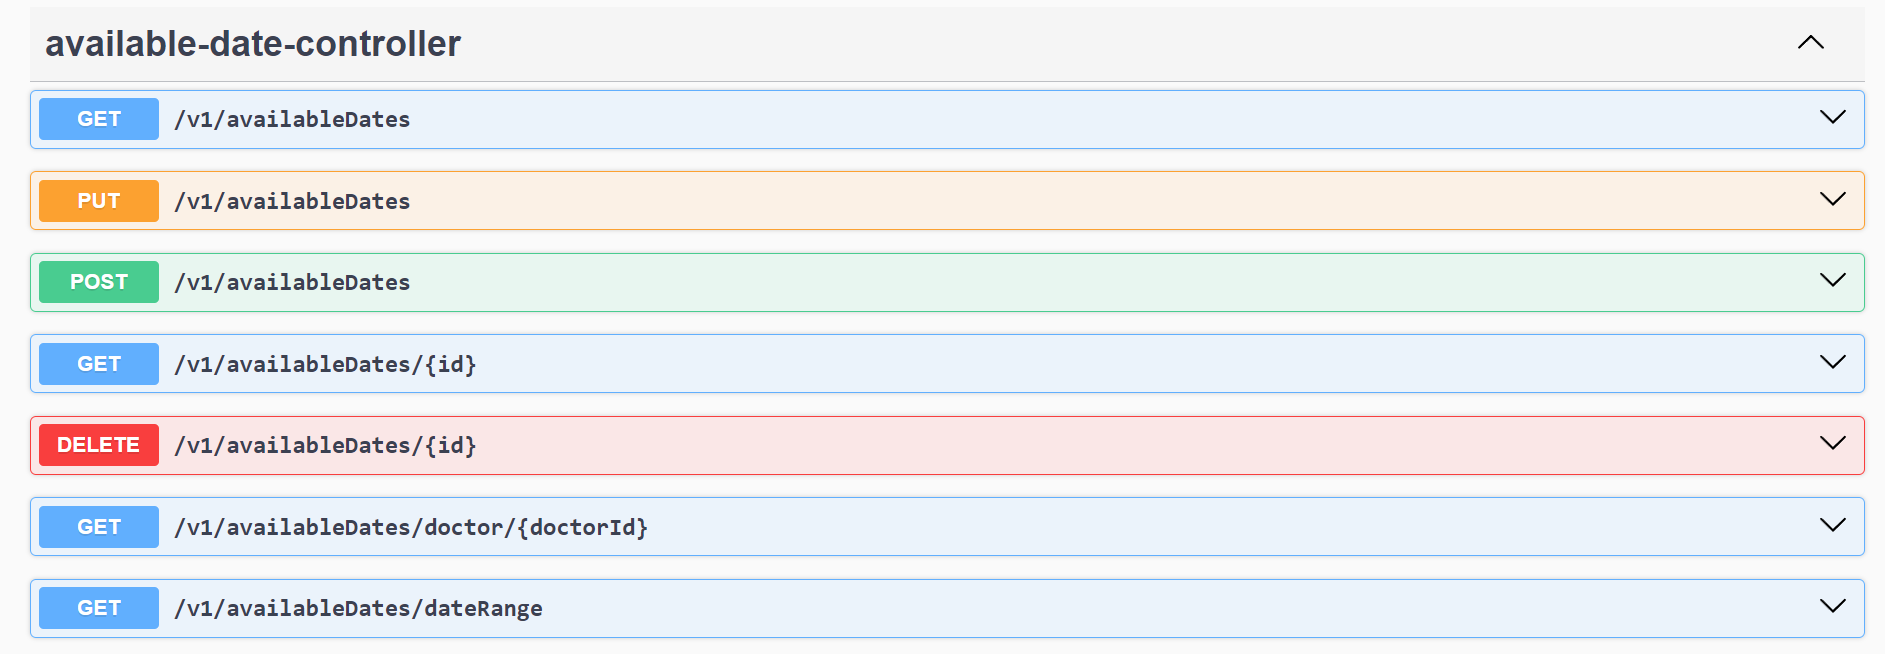 available-date-controller
GET /v1/availableDates
PUT /v1/availableDates
POST /v1/availableDates
GET /v1/availableDates/{id}
DELETE /v1/availableDates/{id}
GET /v1/availableDates/doctor/{doctorId}
GET /v1/availableDates/dateRange